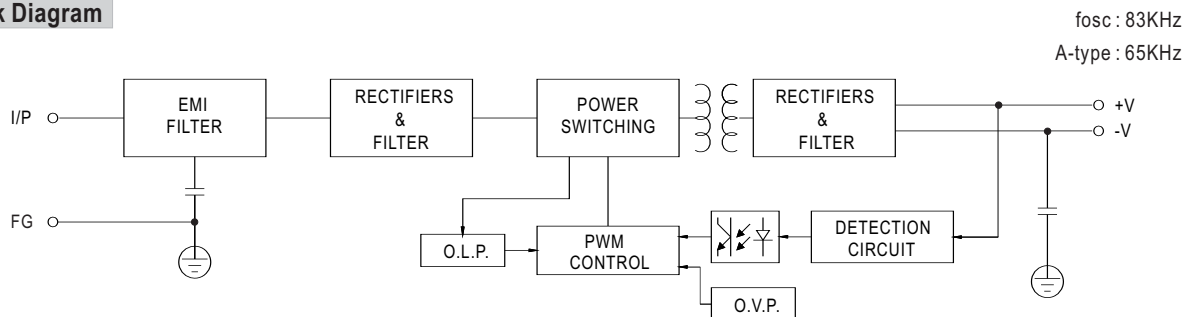 k Diagram
fosc : 83KHz
A-type : 65KHz
I/P
EMI
FILTER
RECTIFIERS
&
FILTER
POWER
SWITCHING
RECTIFIERS
&
FILTER
+V
-V
FG
O.L.P.
PWM
CONTROL
DETECTION
CIRCUIT
O.V.P.